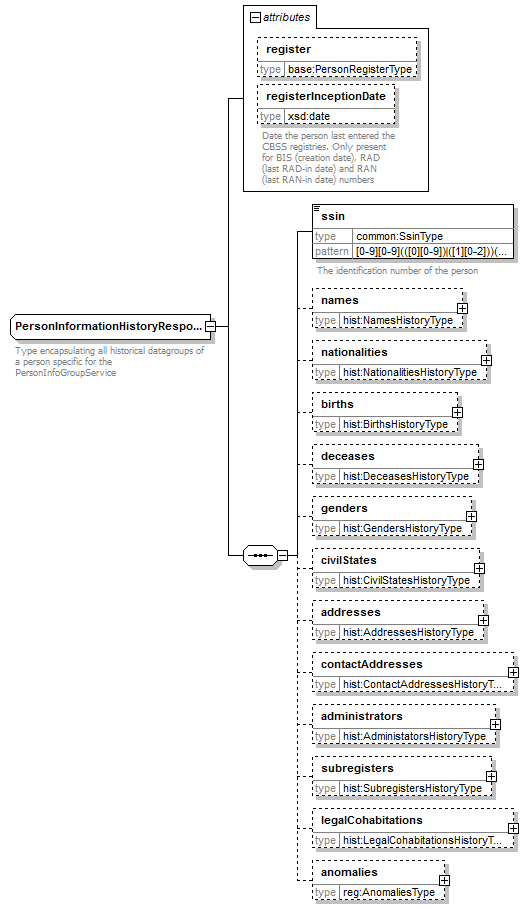 attributes
register
type base:PersonRegisterType
registerInceptionDate
type xsd:date
Date the person last entered the
CBSS registries. Only present
for BIS (creation date), RAD
(last RAD-in date) and RAN
(last RAN-in date) numbers
PersonInformationHistoryRespo...
Type encapsulating all historical datagroups of
a person specific for the
PersonInfoGroupService
ssin
type common:SsinType
pattern [0-9][0-9](([0][0-9])|([1][0-2]))(...
The identification number of the person
names
type hist:NamesHistoryType
nationalities
type hist:NationalitiesHistoryType
births
type hist:BirthsHistoryType
deceases
type hist:DeceasesHistoryType
genders
type hist:GendersHistoryType
civilStates
type hist:CivilStatesHistoryType
addresses
type hist:AddressesHistoryType
contactAddresses
type hist:ContactAddressesHistoryT...
administrators
type hist:AdministatorsHistoryType
subregisters
type hist:SubregistersHistoryType
legalCohabitations
type hist:LegalCohabitationsHistoryT...
anomalies
type reg:AnomaliesType